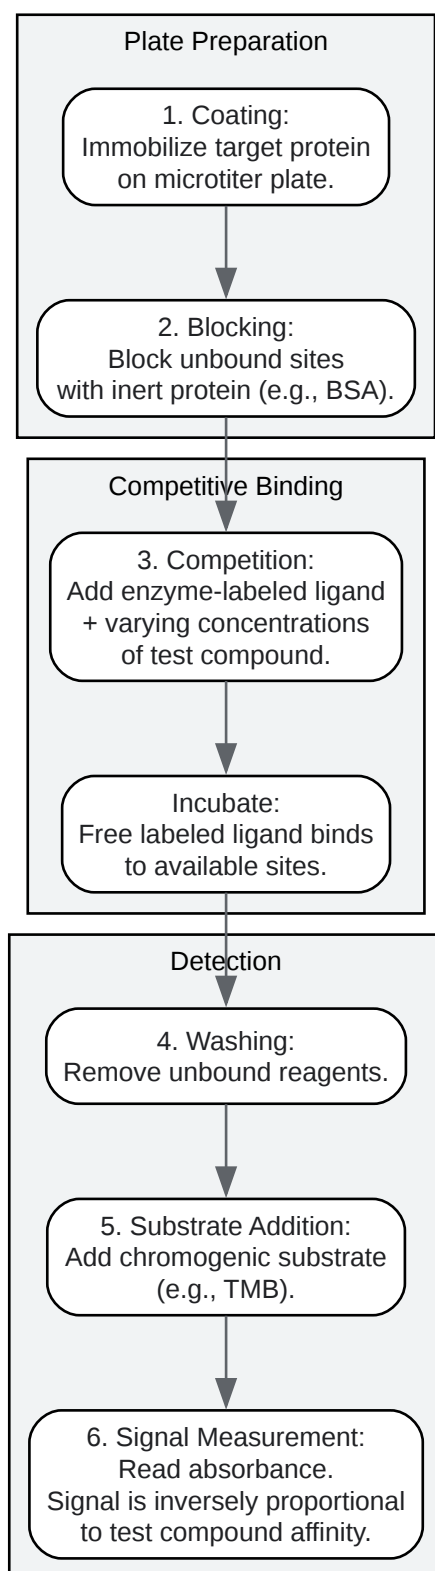 Plate Preparation
1. Coating:
Immobilize target protein
on microtiter plate.
2. Blocking:
Block unbound sites
with inert protein (e.g., BSA).
Competitive Binding
3. Competition:
Add enzyme-labeled ligand
+ varying concentrations
of test compound.
Incubate:
Free labeled ligand binds
to available sites.
Detection
4. Washing:
Remove unbound reagents.
5. Substrate Addition:
Add chromogenic substrate
(e.g., TMB).
6. Signal Measurement:
Read absorbance.
Signal is inversely proportional
to test compound affinity.